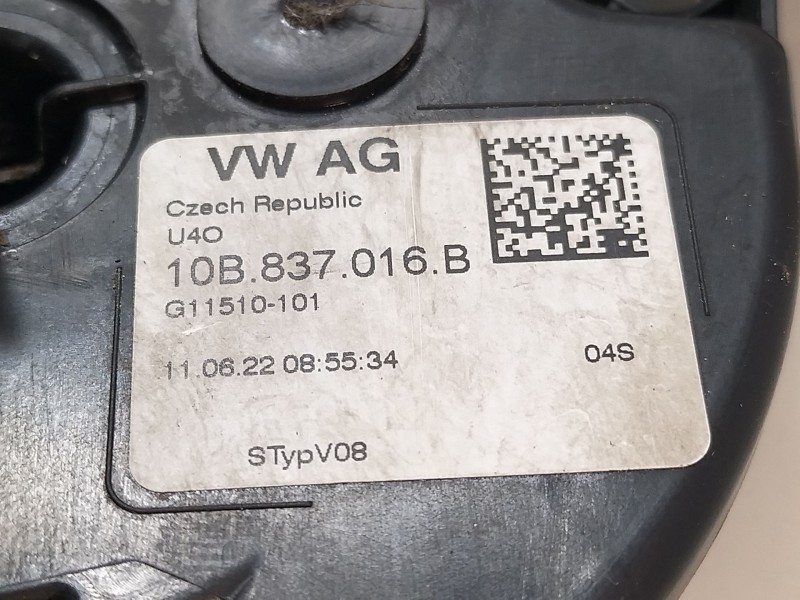 VW AG
Czech Republic
U4O
10B.837.016.B
G11510-101
11.06.22 08:55:34
04S
STypV08